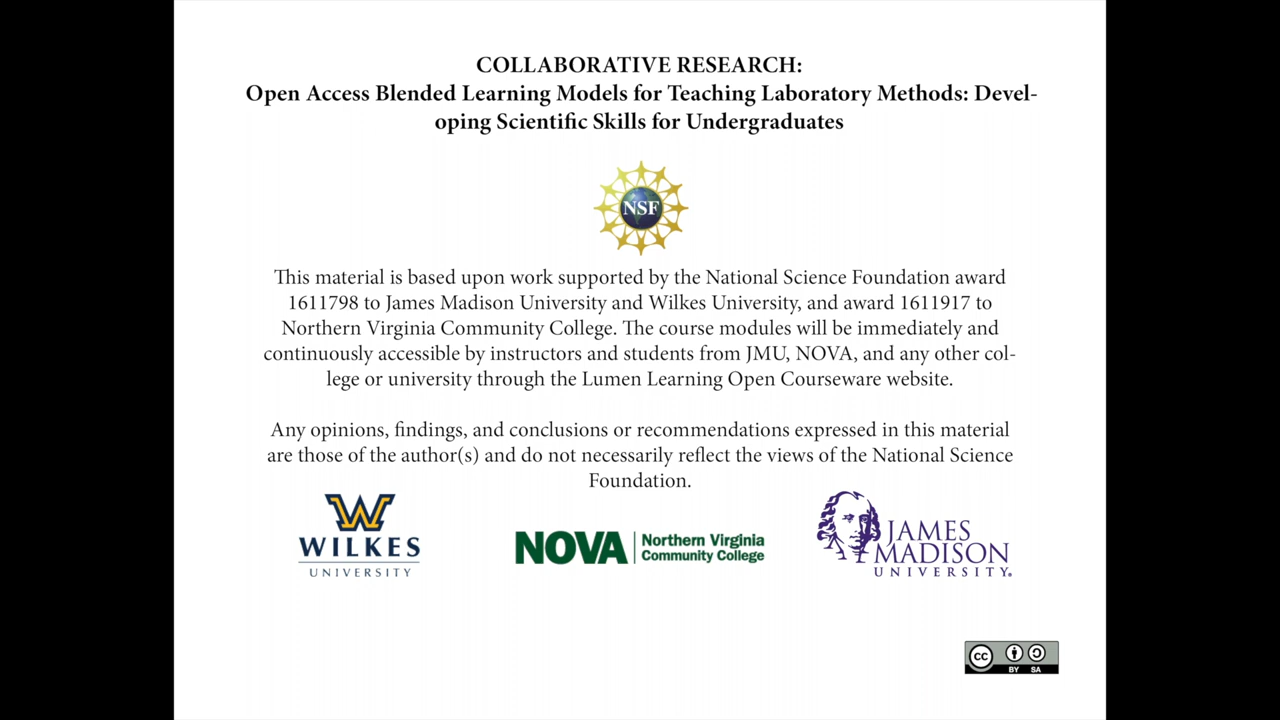 COLLABORATIVE RESEARCH:
Open Access Blended Learning Models for Teaching Laboratory Methods: Devel-
oping Scientific Skills for Undergraduates
NSF
This material is based upon work supported by the National Science Foundation award
1611798 to James Madison University and Wilkes University, and award 1611917 to
Northern Virginia Community College. The course modules will be immediately and
continuously accessible by instructors and students from JMU, NOVA, and any other col-
lege or university through the Lumen Learning Open Courseware website.
Any opinions, findings, and conclusions or recommendations expressed in this material
are those of the author(s) and do not necessarily reflect the views of the National Science
Foundation.
W
WILKES
UNIVERSITY
NOVA
Northern Virginia
Community College
JAMES
MADISON
UNIVERSITY®
CC
BY SA